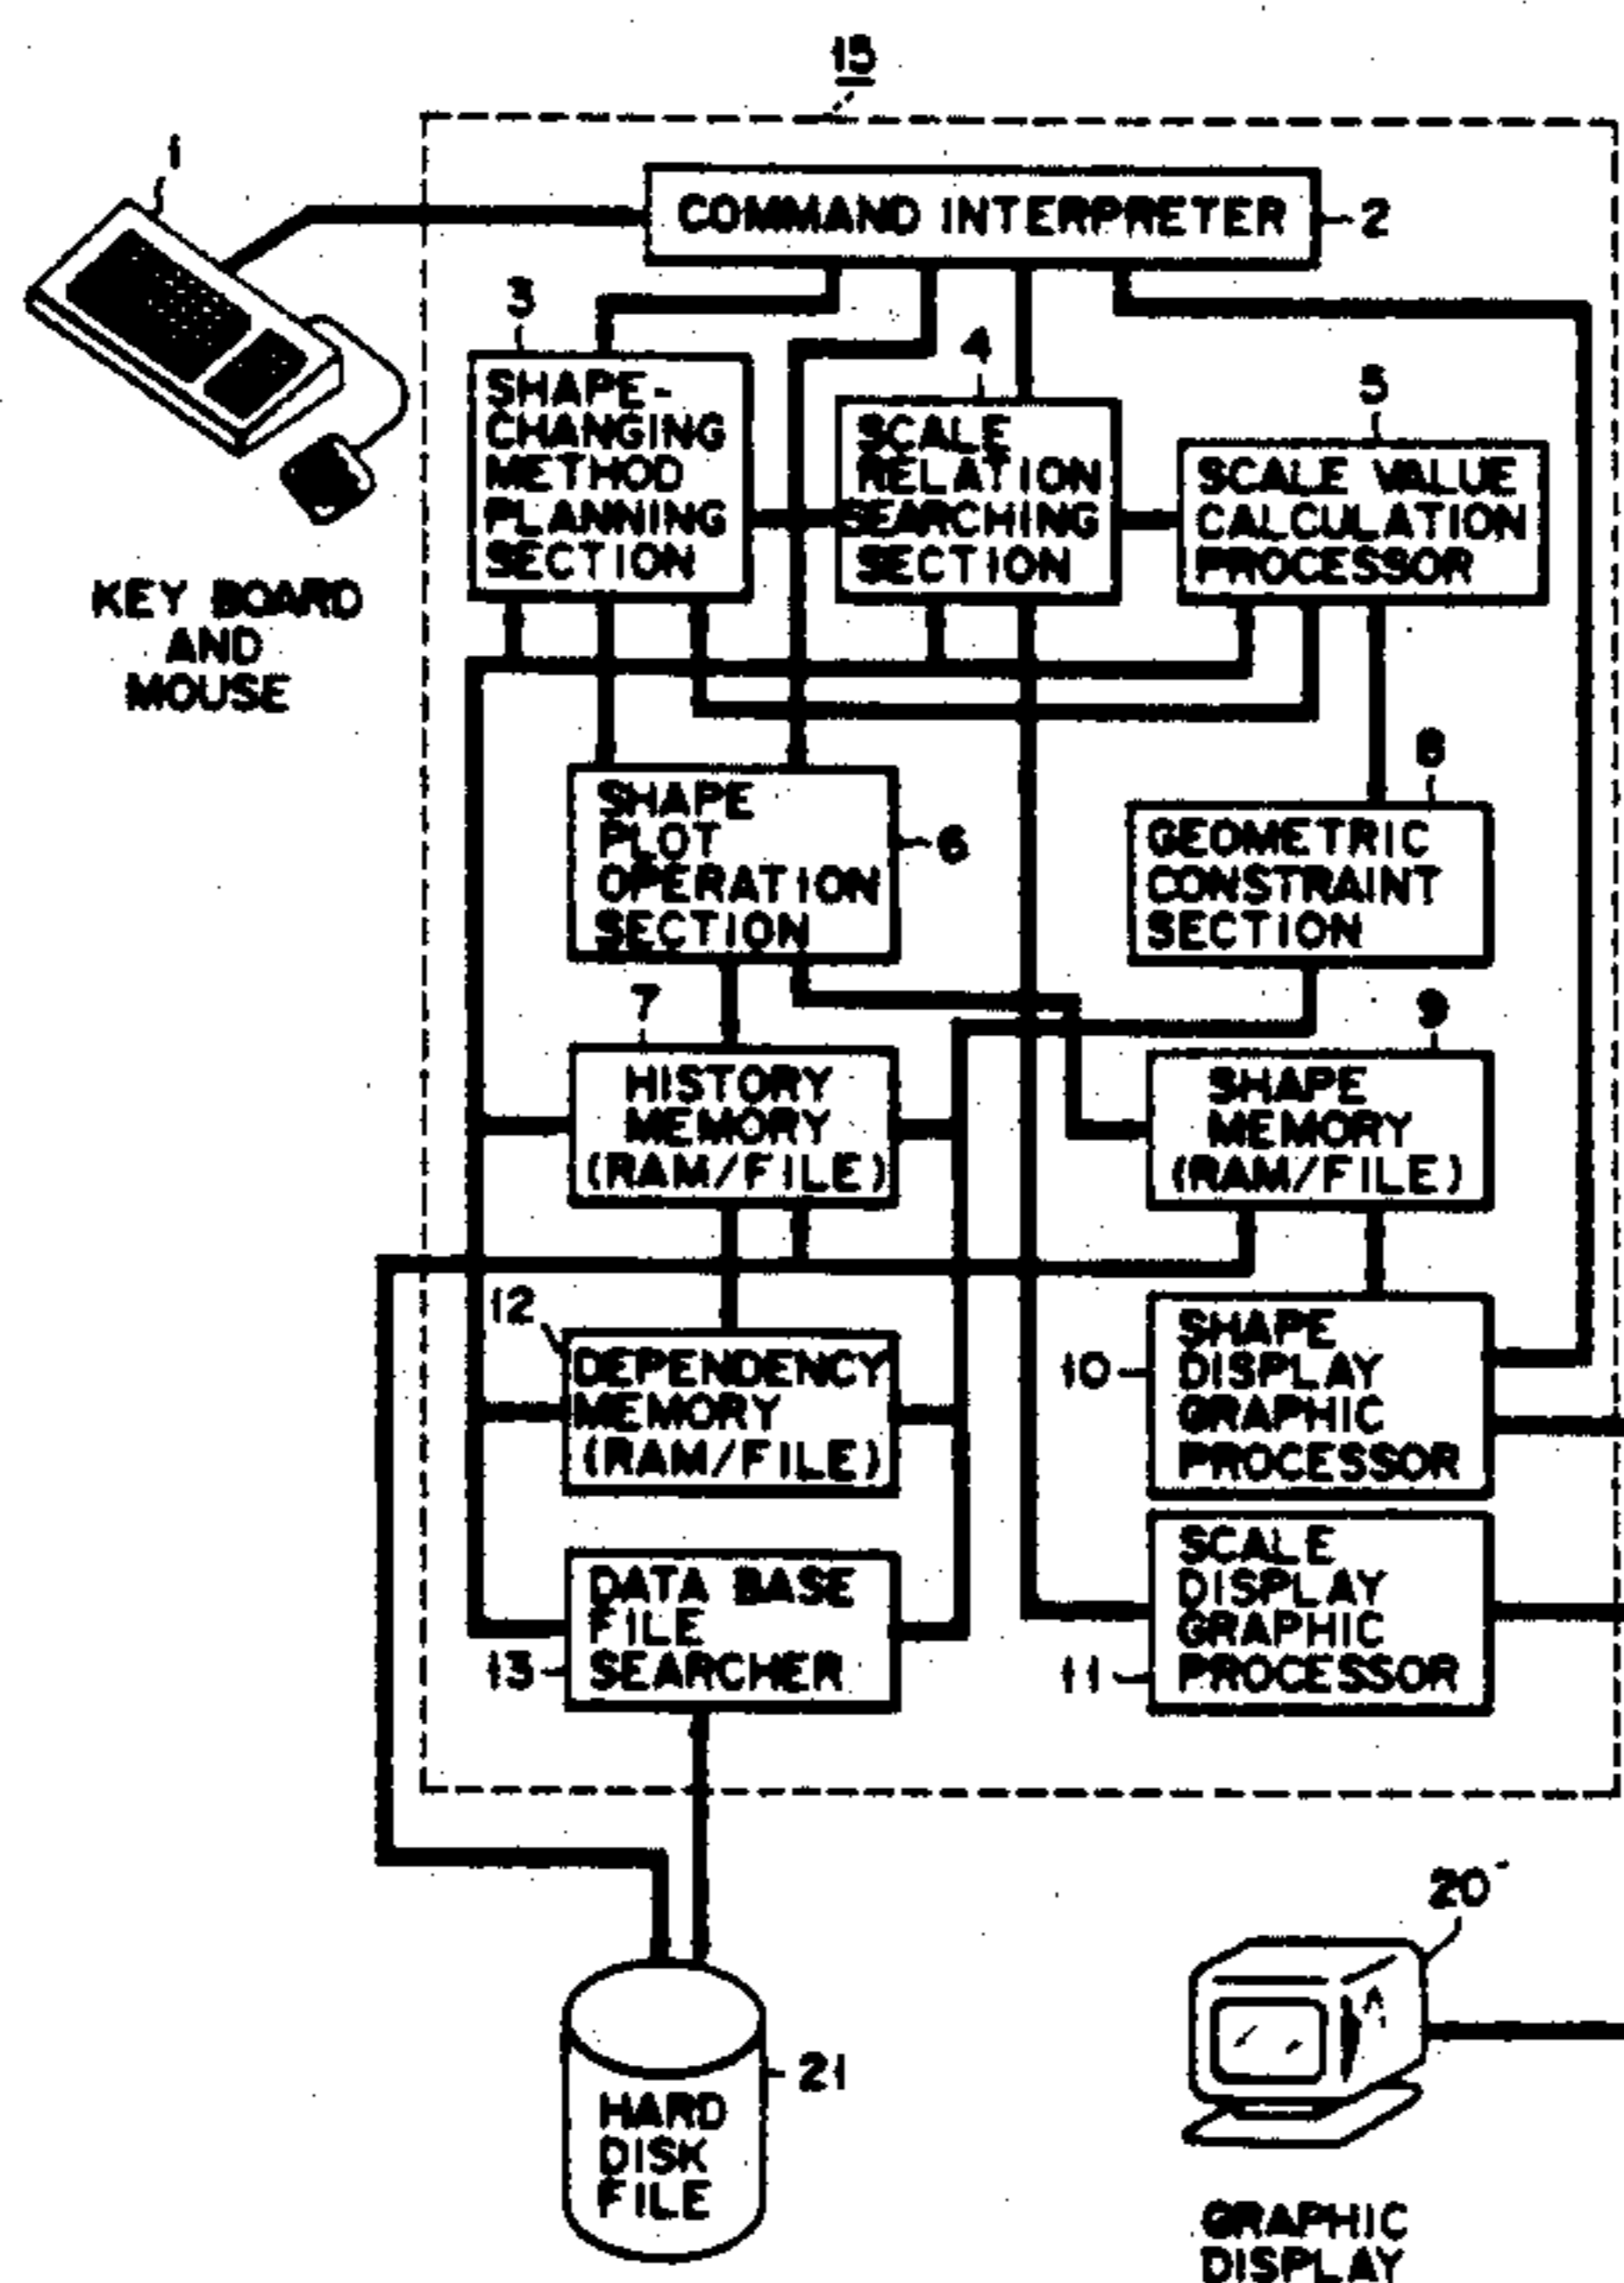 15
1
COMMAND INTERPRETER
2
3
SHAPE-
CHANGING
METHOD
PLANNING
SECTION
4
SCALE
RELATION
SEARCHING
SECTION
5
SCALE VALUE
CALCULATION
PROCESSOR
KEY BOARD
AND
MOUSE
SHAPE
PLOT
OPERATION
SECTION
6
8
GEOMETRIC
CONSTRAINT
SECTION
7
HISTORY
MEMORY
(RAM/FILE)
9
SHAPE
MEMORY
(RAM/FILE)
12
DEPENDENCY
MEMORY
(RAM/FILE)
10
SHAPE
DISPLAY
GRAPHIC
PROCESSOR
13
DATA BASE
FILE
SEARCHER
11
SCALE
DISPLAY
GRAPHIC
PROCESSOR
20
21
HARD
DISK
FILE
GRAPHIC
DISPLAY